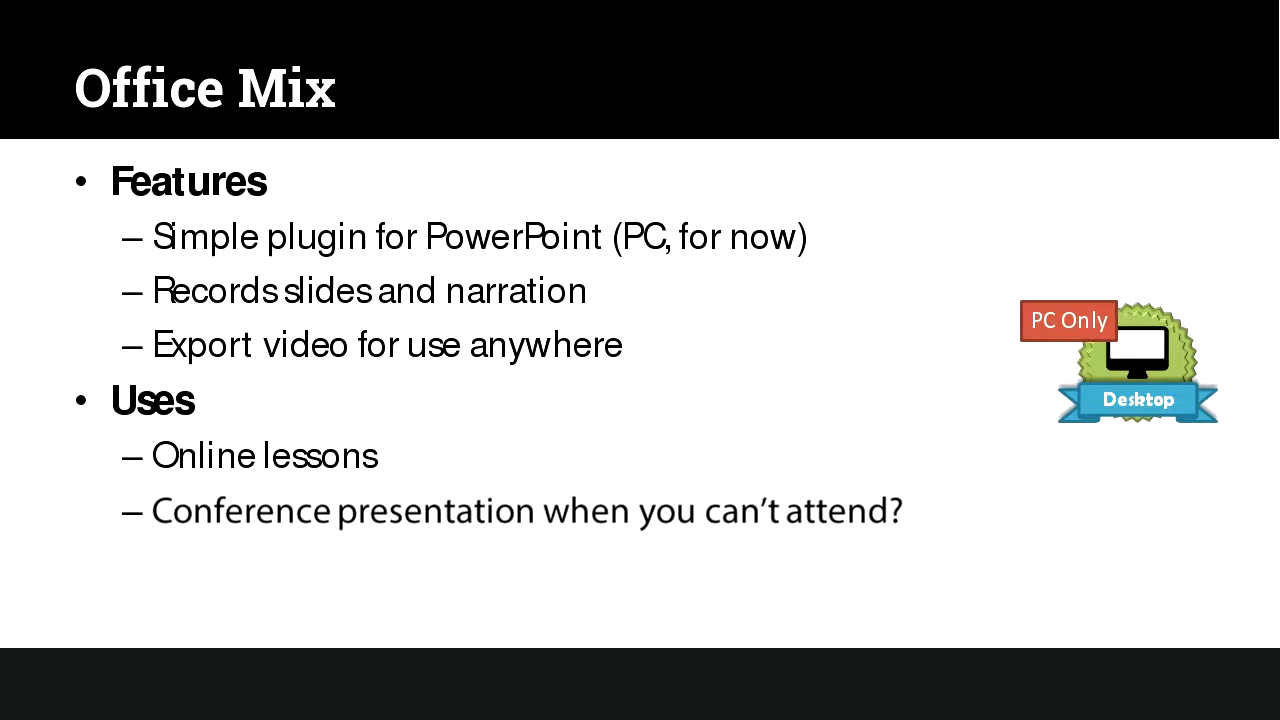 Office Mix
• Features
– Simple plugin for PowerPoint (PC, for now)
– Records slides and narration
– Export video for use anywhere
• Uses
– Online lessons
– Conference presentation when you can’t attend?
PC Only
Desktop